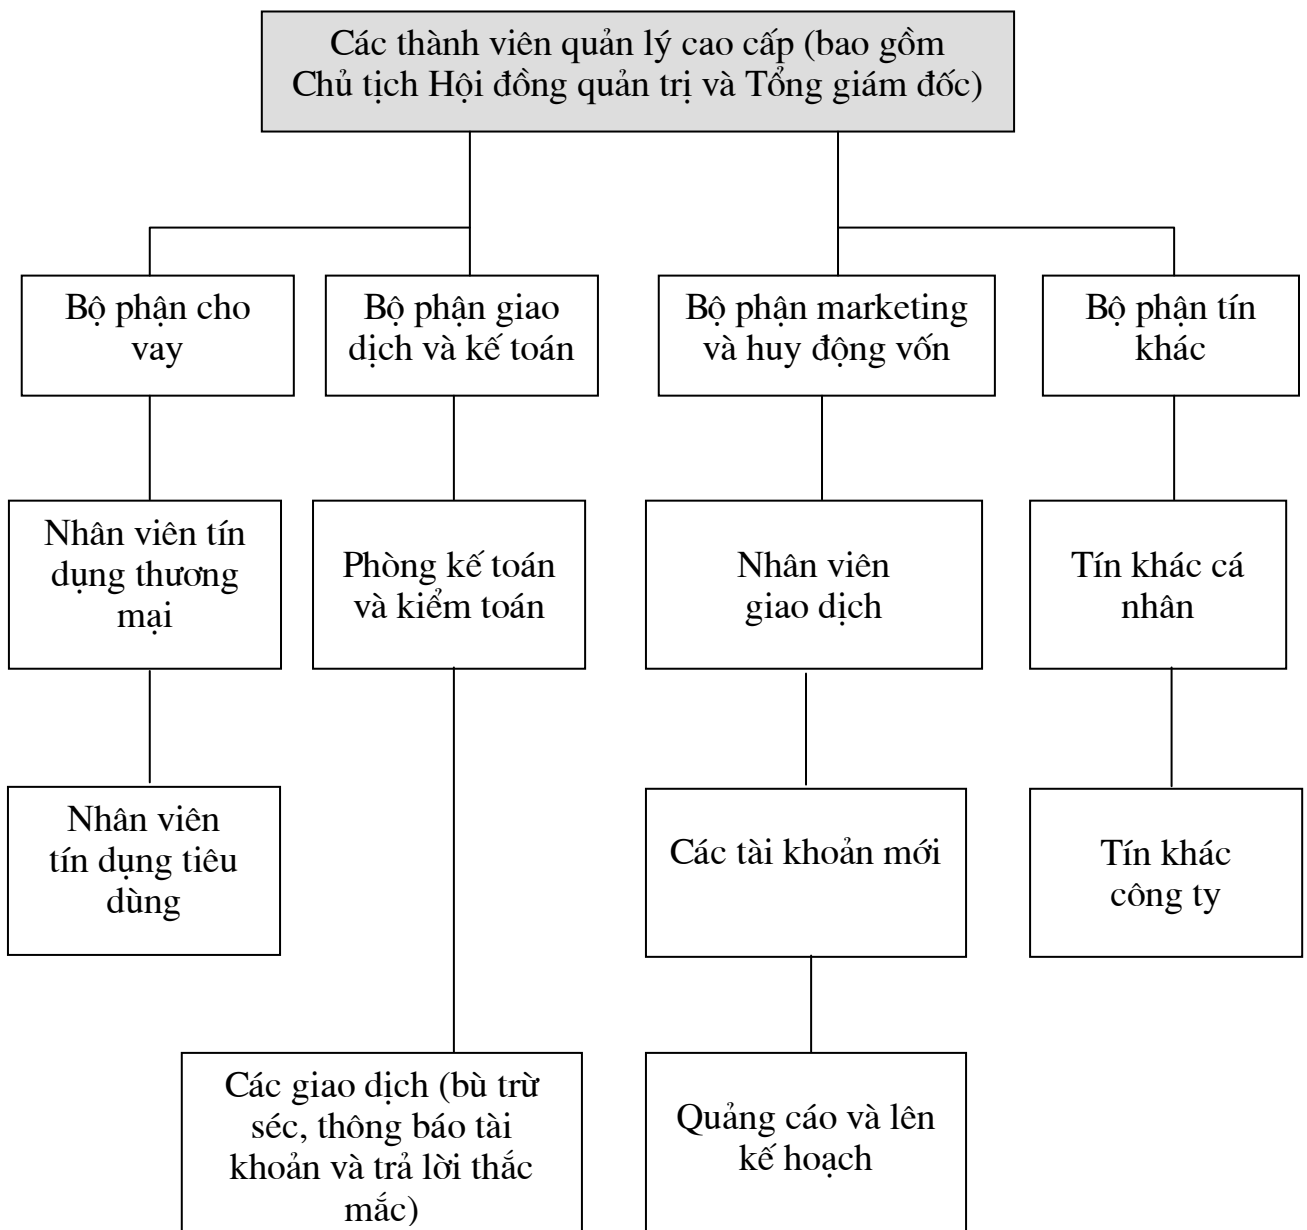 Các thành viên quản lý cao cấp (bao gồm
Chủ tịch Hội đồng quản trị và Tổng giám đốc)
Bộ phận cho
vay
Bộ phận giao
dịch và kế toán
Bộ phận marketing
và huy động vốn
Bộ phận tín
khác
Nhân viên tín
dụng thương
mại
Phòng kế toán
và kiểm toán
Nhân viên
giao dịch
Tín khác cá
nhân
Nhân viên
tín dụng tiêu
dùng
Các tài khoản mới
Tín khác
công ty
Các giao dịch (bù trừ
séc, thông báo tài
khoản và trả lời thắc
mắc)
Quảng cáo và lên
kế hoạch